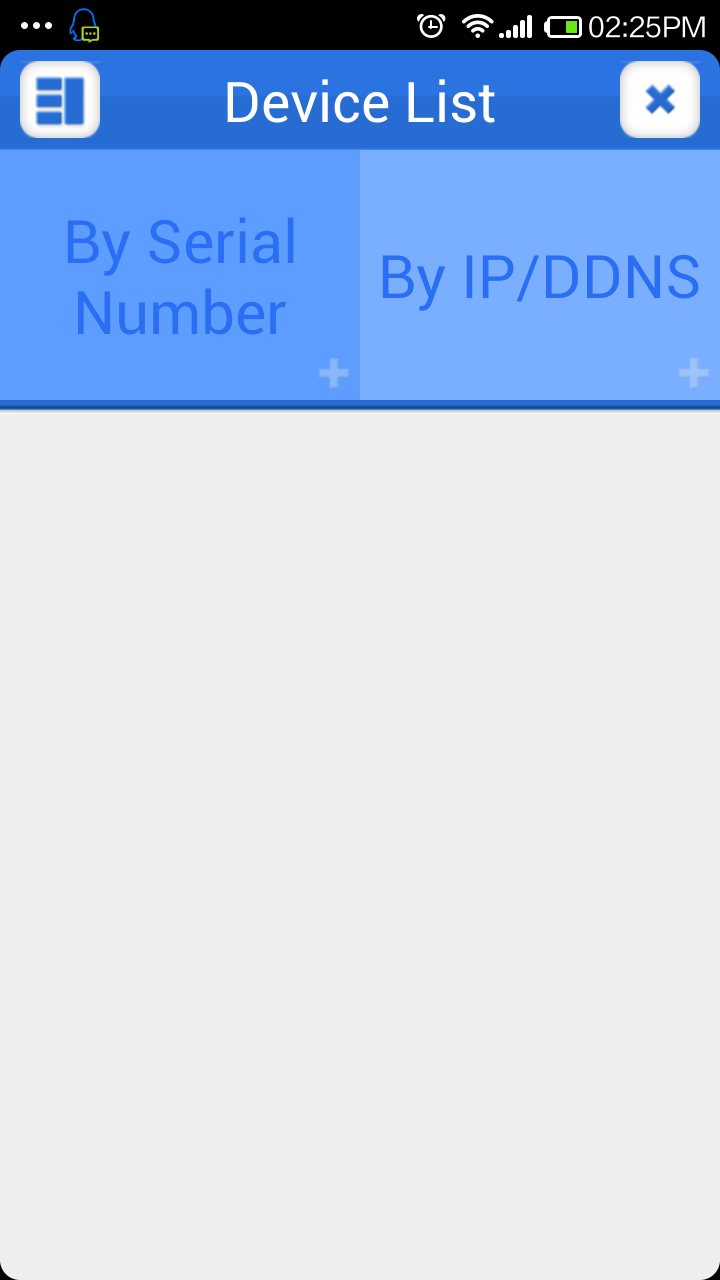 02:25PM
Device List
By Serial
Number
By IP/DDNS